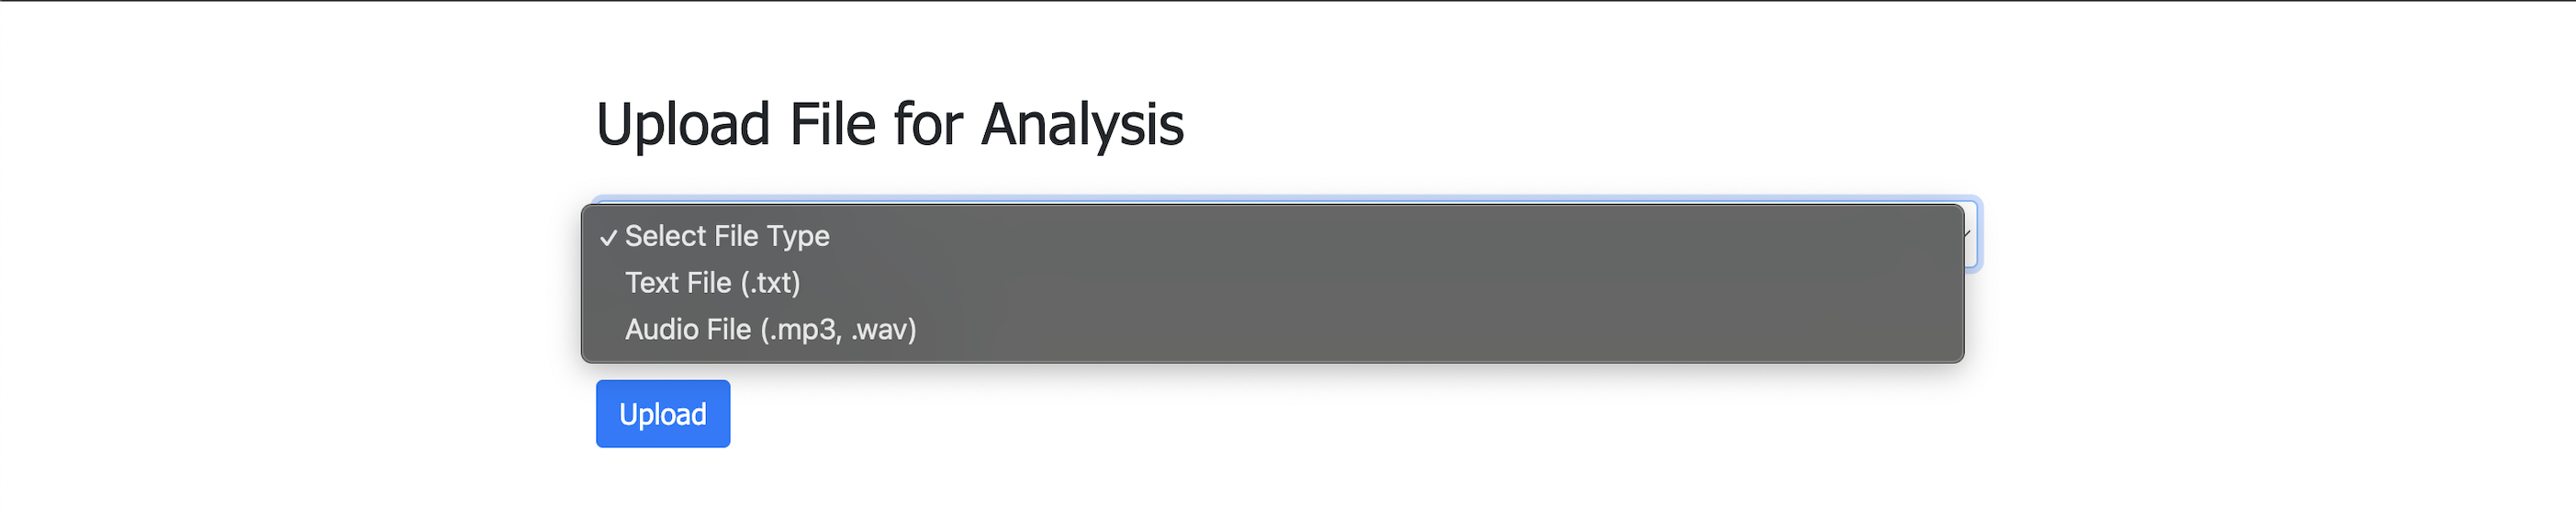 Upload File for Analysis
Select File Type
Text File (.txt)
Audio File (.mp3, .wav)
Upload